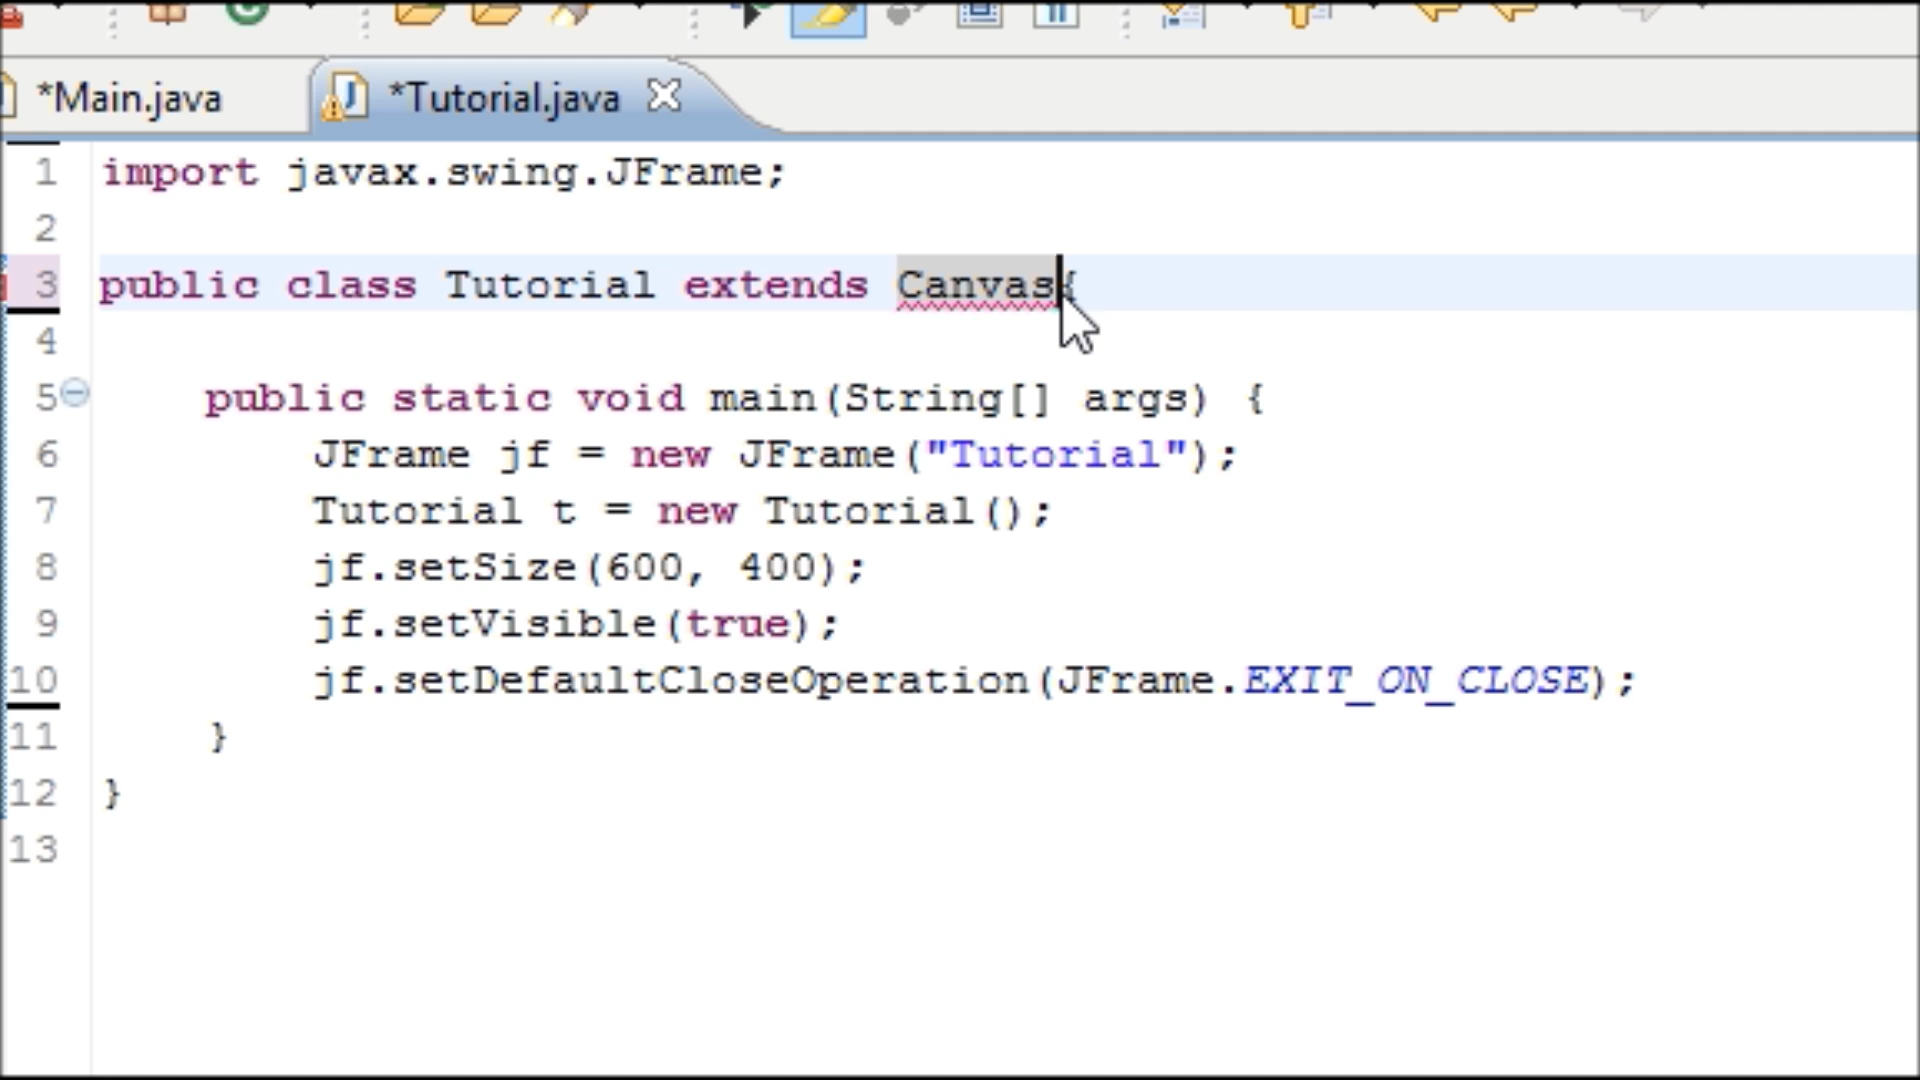 *Main.java
*Tutorial.java
1 import javax.swing.JFrame;
2
3 public class Tutorial extends Canvas{
4
5 public static void main(String[] args) {
6 JFrame jf = new JFrame("Tutorial");
7 Tutorial t = new Tutorial();
8 jf.setSize(600, 400);
9 jf.setVisible(true);
10 jf.setDefaultCloseOperation(JFrame.EXIT_ON_CLOSE);
11 }
12 }
13